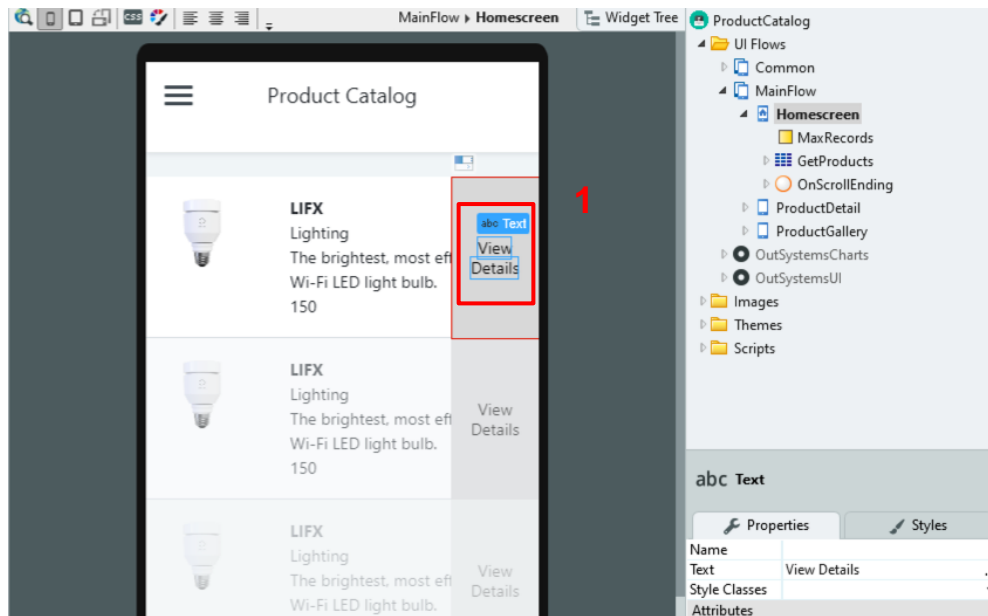 CSS
MainFlow ▸ Homescreen
Widget Tree
Product Catalog
1
LIFX
Lighting
The brightest, most eff
Wi-Fi LED light bulb.
150
abc Text
View
Details
LIFX
Lighting
The brightest, most eff
Wi-Fi LED light bulb.
150
View
Details
LIFX
Lighting
The brightest, most eff
Wi-Fi LED light bulb.
View
Details
ProductCatalog
UI Flows
Common
MainFlow
Homescreen
MaxRecords
GetProducts
OnScrollEnding
ProductDetail
ProductGallery
OutSystemsCharts
OutSystemsUI
Images
Themes
Scripts
abc Text
Properties
Styles
Name
Text View Details
Style Classes
Attributes